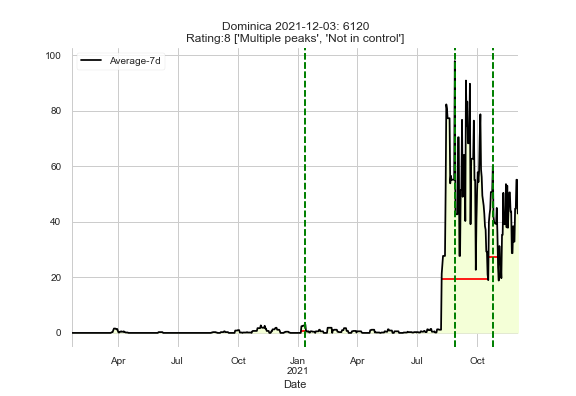 Dominica 2021-12-03: 6120
Rating:8 ['Multiple peaks', 'Not in control']
Average-7d
100
80
60
40
20
0
Apr Jul Oct Jan Apr Jul Oct
2021
Date